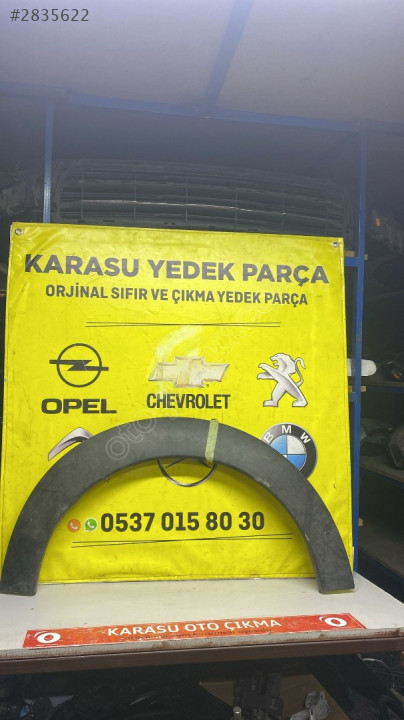 #2835622
KARASU YEDEK PARÇA
ORJİNAL SIFIR VE ÇIKMA YEDEK PARÇA
OPEL
CHEVROLET
BMW
0537 015 80 30
KARASU OTO ÇIKMA